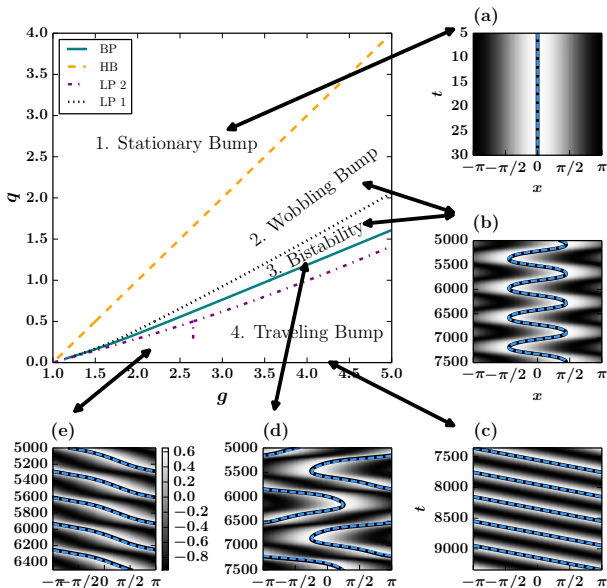 (a)
4.0
3.5
3.0
2.5
2.0
1.5
1.0
0.5
0.0
q
BP
HB
LP 2
LP 1
1. Stationary Bump
2. Wobbling Bump
3. Bistability
4. Traveling Bump
1.0 1.5 2.0 2.5 3.0 3.5 4.0 4.5 5.0
g
5
10
15
20
25
30
t
−π −π/2 0 π/2 π
x
(b)
5000
5500
6000
6500
7000
7500
−π −π/2 0 π/2 π
x
(e)
5000
5200
5400
5600
5800
6000
6200
6400
−π −π/2 0 π/2 π
0.6
0.4
0.2
0.0
−0.2
−0.4
−0.6
−0.8
(d)
5000
5500
6000
6500
7000
7500
−π −π/2 0 π/2 π
(c)
7500
8000
8500
9000
t
−π −π/2 0 π/2 π